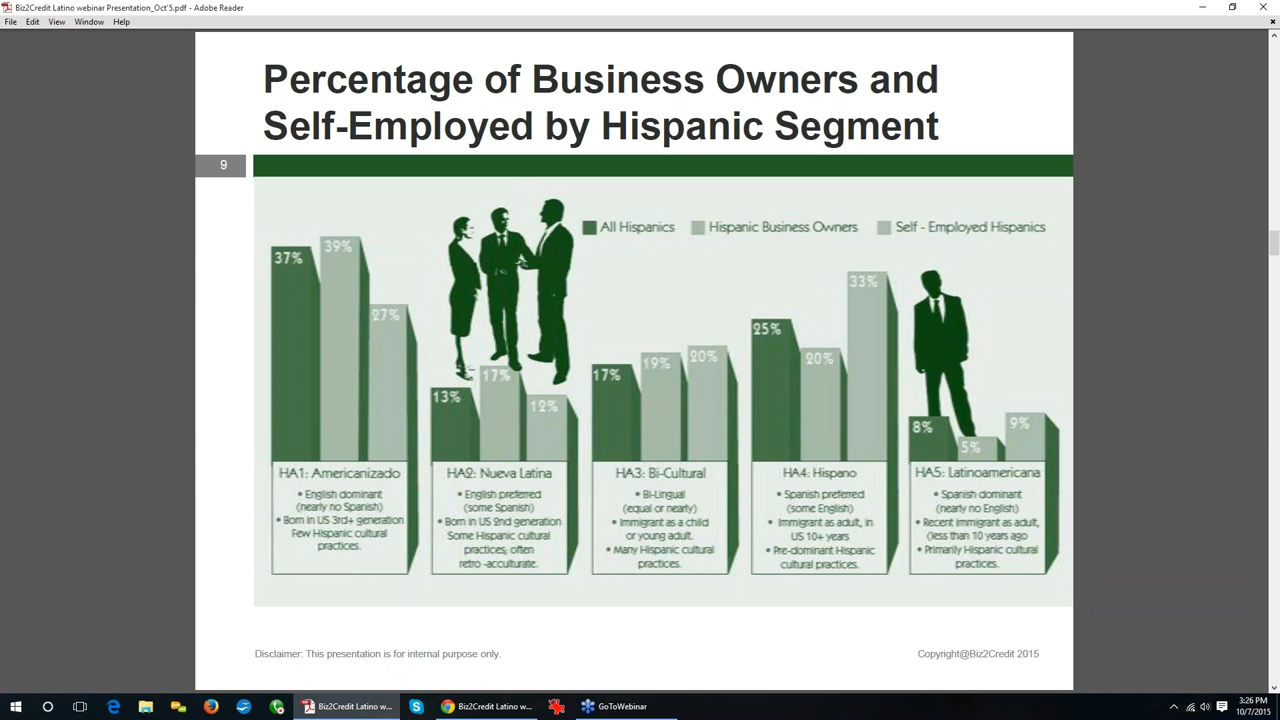 Biz2Credit Latino webinar Presentation_Oct'5.pdf - Adobe Reader
File Edit View Window Help
Percentage of Business Owners and
Self-Employed by Hispanic Segment
9
All Hispanics Hispanic Business Owners Self - Employed Hispanics
37% 39% 27%
13% 17% 12%
17% 19% 20%
25% 20% 33%
8% 5% 9%
HA1: Americanizado
• English dominant
(nearly no Spanish)
• Born in US 3rd+ generation
Few Hispanic cultural
practices.
HA2: Nueva Latina
• English preferred
(some Spanish)
• Born in US 2nd generation
Some Hispanic cultural
practices, often
retro -acculturate.
HA3: Bi-Cultural
• Bi-Lingual
(equal or nearly)
• Immigrant as a child
or young adult.
• Many Hispanic cultural
practices.
HA4: Hispano
• Spanish preferred
(some English)
• Immigrant as adult, in
US 10+ years
• Pre-dominant Hispanic
cultural practices.
HA5: Latinoamericana
• Spanish dominant
(nearly no English)
• Recent immigrant as adult,
(less than 10 years ago
• Primarily Hispanic cultural
practices.
Disclaimer: This presentation is for internal purpose only.
Copyright@Biz2Credit 2015
Biz2Credit Latino w...
Biz2Credit Latino w...
GoToWebinar
3:26 PM
10/7/2015